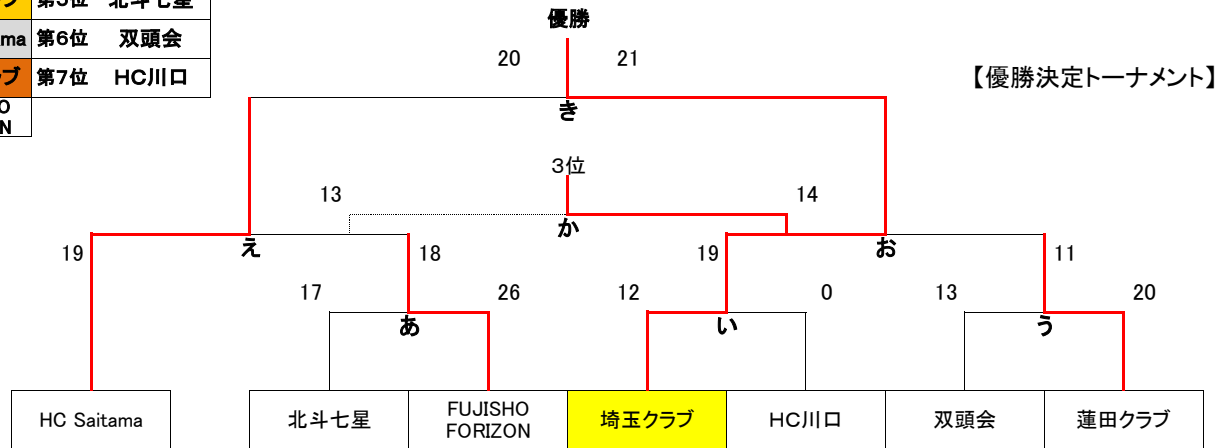 第5位 北斗七星
ma 第6位 双頭会
ブ 第7位 HC川口
O
N
優勝
20 21
【優勝決定トーナメント】
き
3位
13 14
か
え お
19 18 19 11
17 26 12 0 13 20
あ い う
HC Saitama 北斗七星 FUJISHO 埼玉クラブ HC川口 双頭会 蓮田クラブ
FORIZON